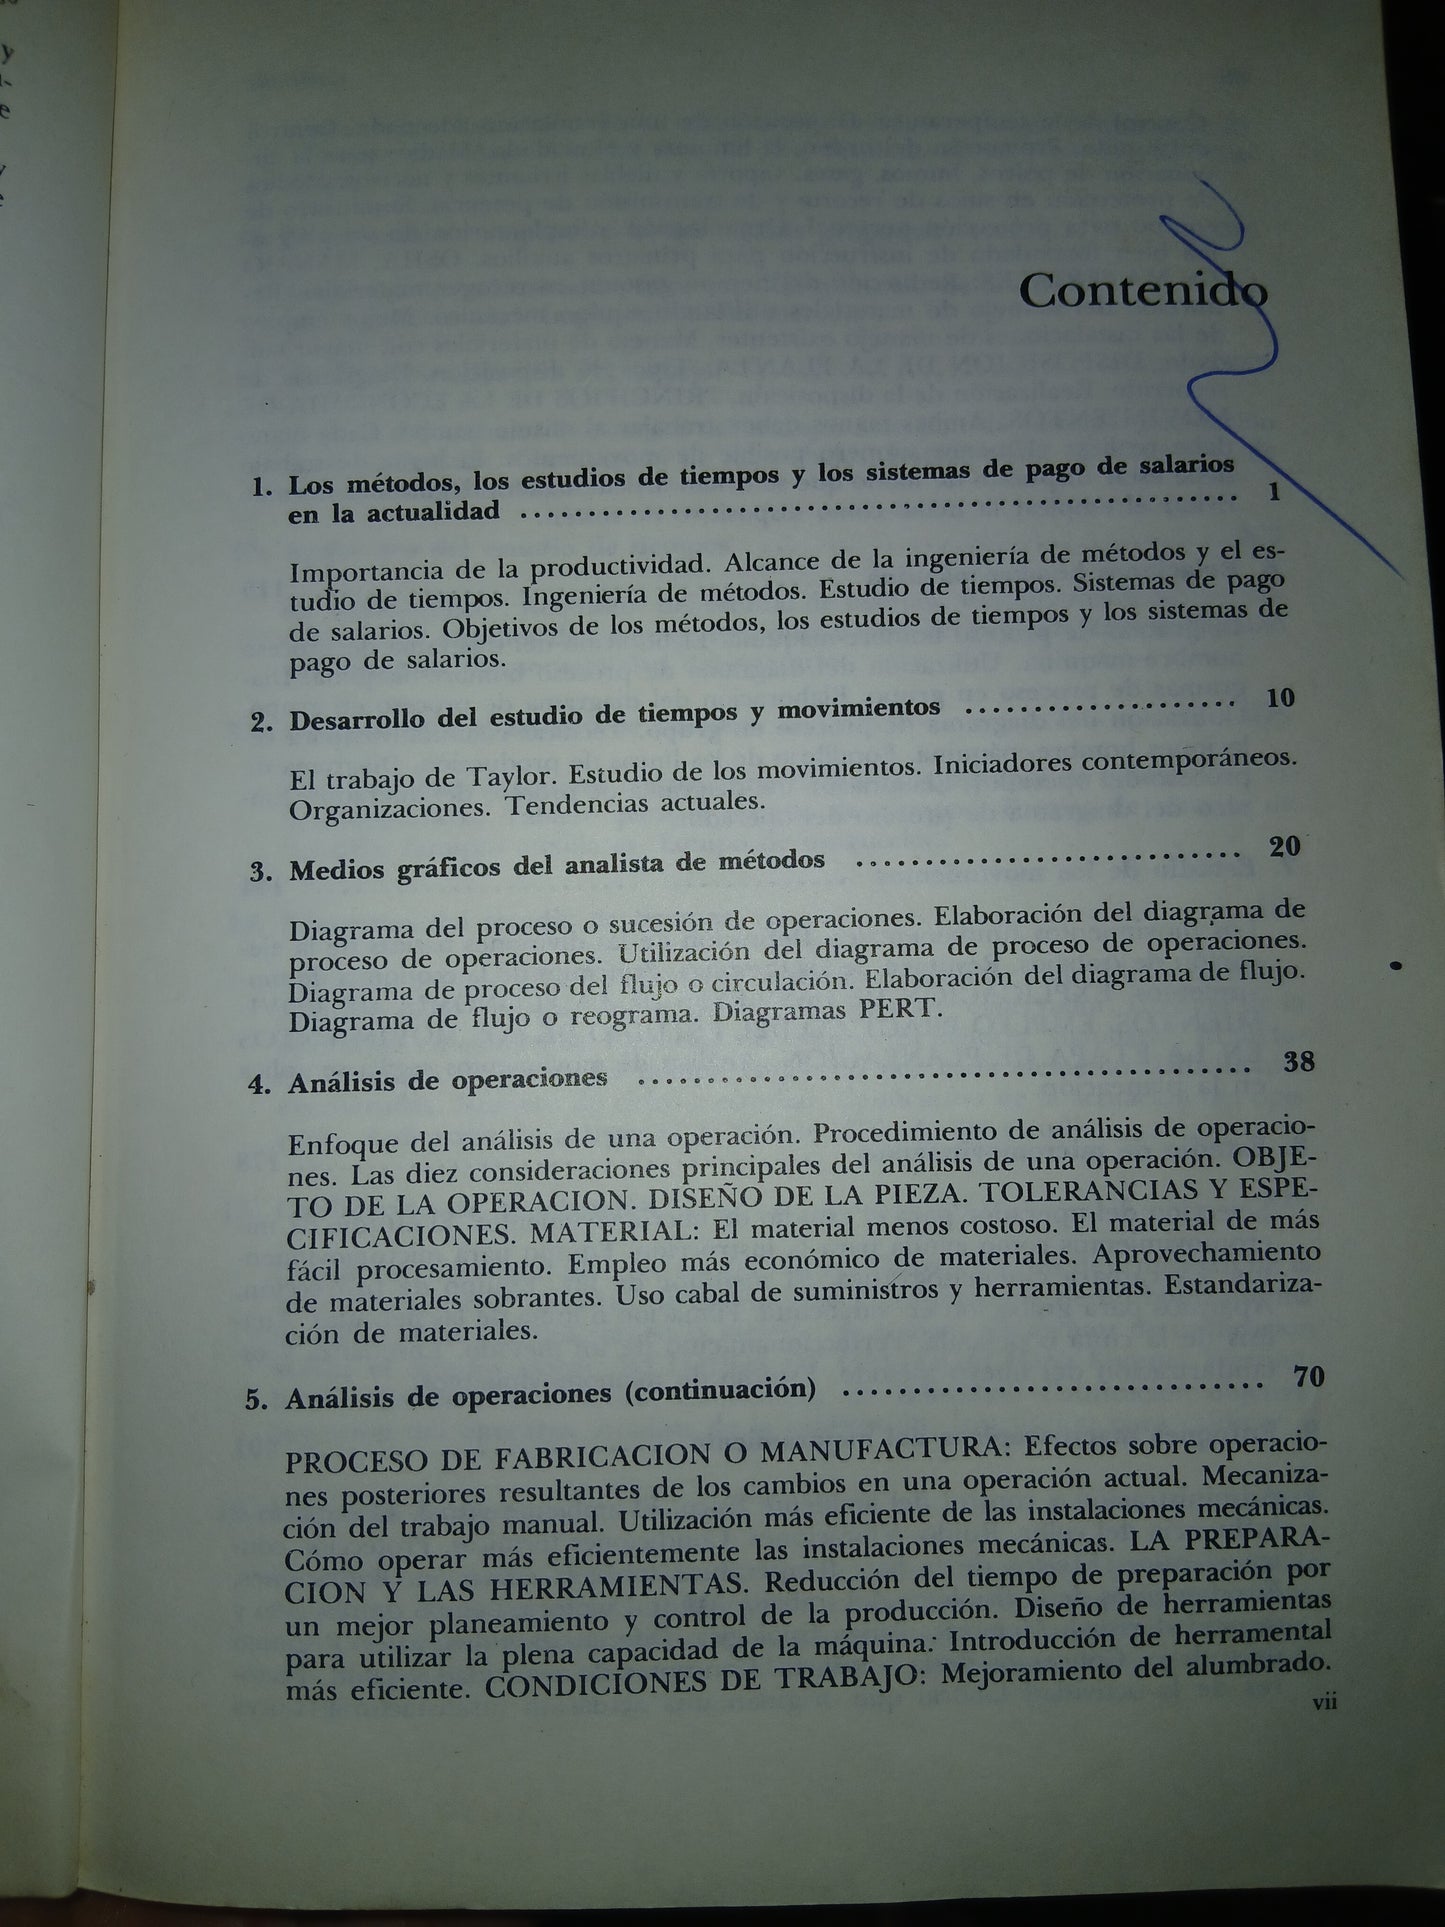 Contenido
1. Los métodos, los estudios de tiempos y los sistemas de pago de salarios
en la actualidad ........................................................ 1
Importancia de la productividad. Alcance de la ingeniería de métodos y el es-
tudio de tiempos. Ingeniería de métodos. Estudio de tiempos. Sistemas de pago
de salarios. Objetivos de los métodos, los estudios de tiempos y los sistemas de
pago de salarios.
2. Desarrollo del estudio de tiempos y movimientos .................... 10
El trabajo de Taylor. Estudio de los movimientos. Iniciadores contemporáneos.
Organizaciones. Tendencias actuales.
3. Medios gráficos del analista de métodos ............................. 20
Diagrama del proceso o sucesión de operaciones. Elaboración del diagrama de
proceso de operaciones. Utilización del diagrama de proceso de operaciones.
Diagrama de proceso del flujo o circulación. Elaboración del diagrama de flujo.
Diagrama de flujo o reograma. Diagramas PERT.
4. Análisis de operaciones ............................................. 38
Enfoque del análisis de una operación. Procedimiento de análisis de operacio-
nes. Las diez consideraciones principales del análisis de una operación. OBJE-
TO DE LA OPERACION. DISEÑO DE LA PIEZA. TOLERANCIAS Y ESPE-
CIFICACIONES. MATERIAL: El material menos costoso. El material de más
fácil procesamiento. Empleo más económico de materiales. Aprovechamiento
de materiales sobrantes. Uso cabal de suministros y herramientas. Estandariza-
ción de materiales.
5. Análisis de operaciones (continuación) ............................... 70
PROCESO DE FABRICACION O MANUFACTURA: Efectos sobre operacio-
nes posteriores resultantes de los cambios en una operación actual. Mecaniza-
ción del trabajo manual. Utilización más eficiente de las instalaciones mecánicas.
Cómo operar más eficientemente las instalaciones mecánicas. LA PREPARA-
CION Y LAS HERRAMIENTAS. Reducción del tiempo de preparación por
un mejor planeamiento y control de la producción. Diseño de herramientas
para utilizar la plena capacidad de la máquina. Introducción de herramental
más eficiente. CONDICIONES DE TRABAJO: Mejoramiento del alumbrado.
vii